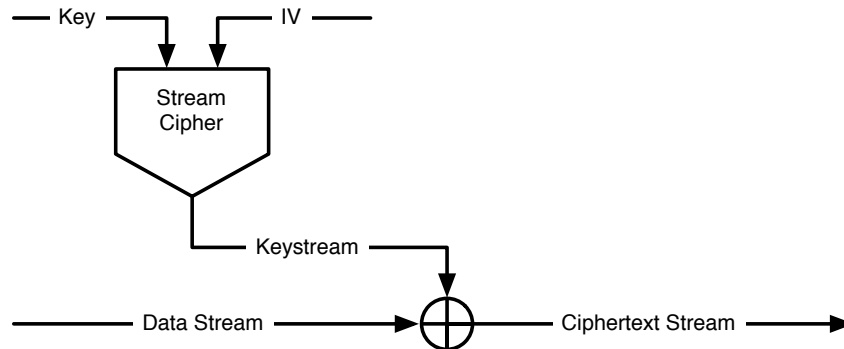 Key
IV
Stream
Cipher
Keystream
Data Stream
Ciphertext Stream